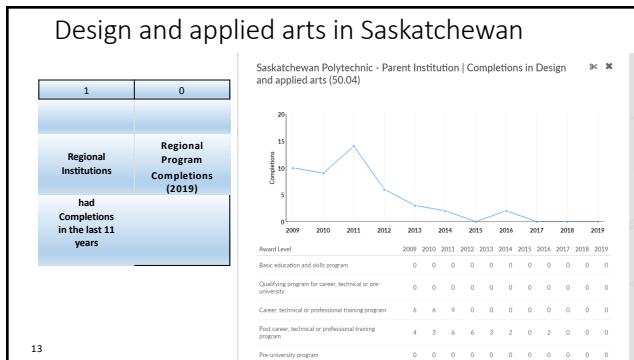 Design and applied arts in Saskatchewan
1 0
Regional
Institutions
had
Completions
in the last 11
years
Regional
Program
Completions
(2019)
Saskatchewan Polytechnic - Parent Institution | Completions in Design
and applied arts (50.04)
20
15
10
5
0
Completions
2009 2010 2011 2012 2013 2014 2015 2016 2017 2018 2019
Award Level 2009 2010 2011 2012 2013 2014 2015 2016 2017 2018 2019
Basic education and skills program 0 0 0 0 0 0 0 0 0 0 0
Qualifying program for career, technical or pre-
university 0 0 0 0 0 0 0 0 0 0 0
Career, technical or professional training program 6 6 9 0 0 0 0 0 0 0 0
Post career, technical or professional training
program 4 3 6 6 3 2 0 2 0 0 0
Pre-university program 0 0 0 0 0 0 0 0 0 0 0
13